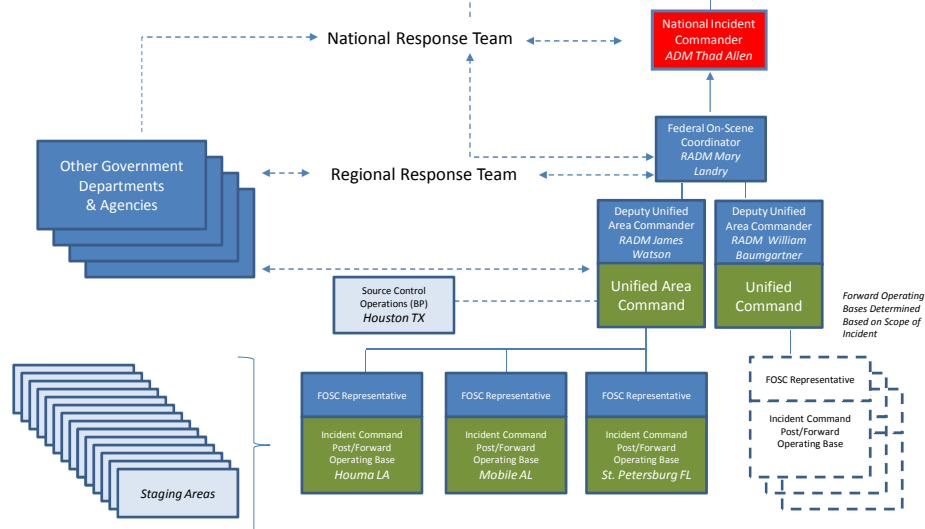 National Incident
Commander
ADM Thad Allen
National Response Team
Federal On-Scene
Coordinator
RADM Mary
Landry
Other Government
Departments
& Agencies
Regional Response Team
Deputy Unified
Area Commander
RADM James
Watson
Unified Area
Command
Deputy Unified
Area Commander
RADM William
Baumgartner
Unified
Command
Source Control
Operations (BP)
Houston TX
Forward Operating
Bases Determined
Based on Scope of
Incident
FOSC Representative
Incident Command
Post/Forward
Operating Base
Houma LA
FOSC Representative
Incident Command
Post/Forward
Operating Base
Mobile AL
FOSC Representative
Incident Command
Post/Forward
Operating Base
St. Petersburg FL
FOSC Representative
Incident Command
Post/Forward
Operating Base
Staging Areas